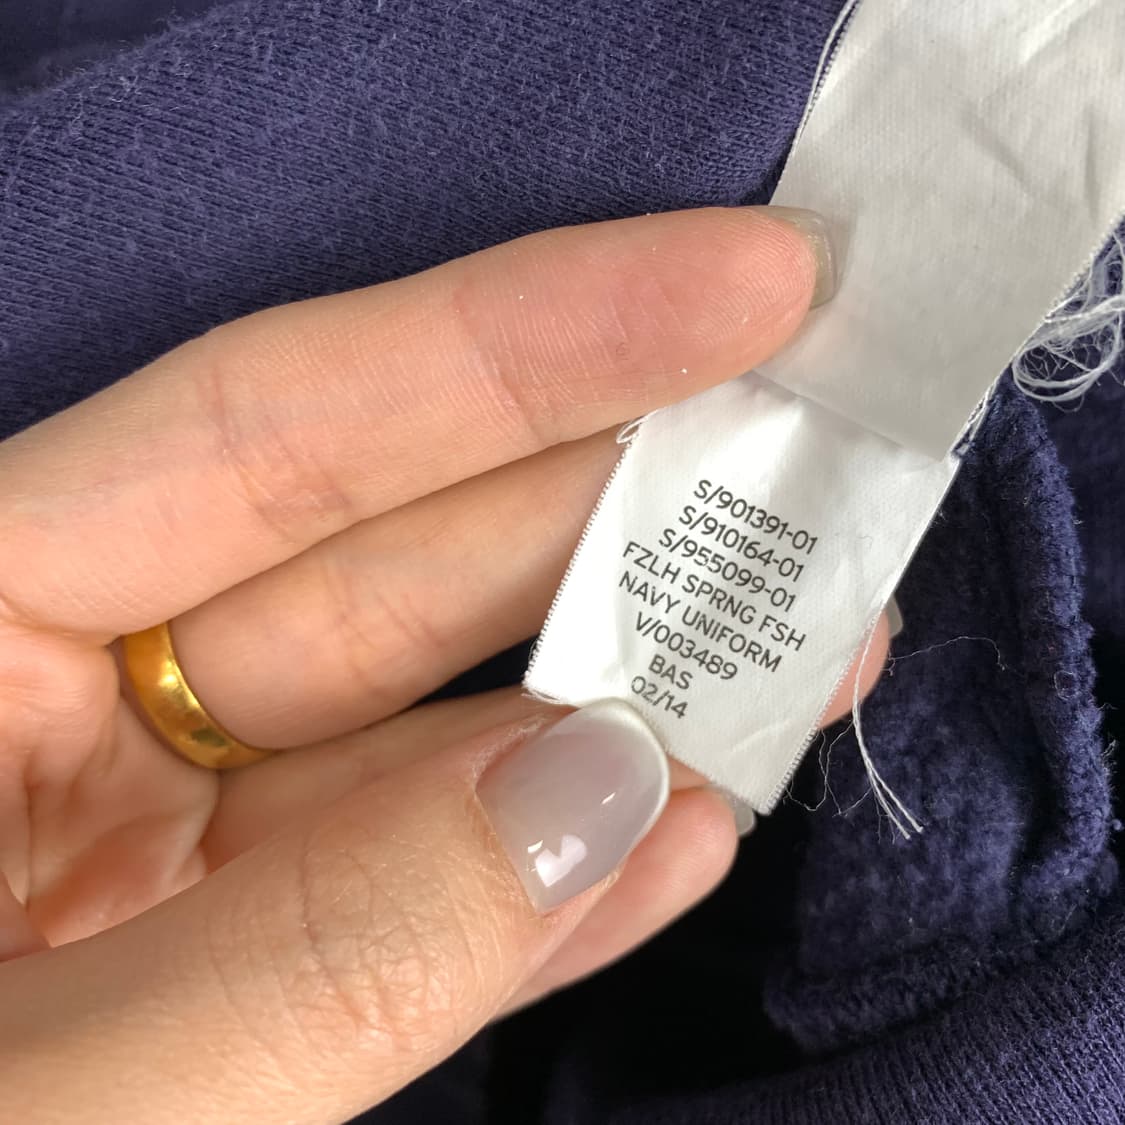 S/901391-01
S/910164-01
S/955099-01
FZLH SPRNG FSH
NAVY UNIFORM
V/003489
BAS
02/14